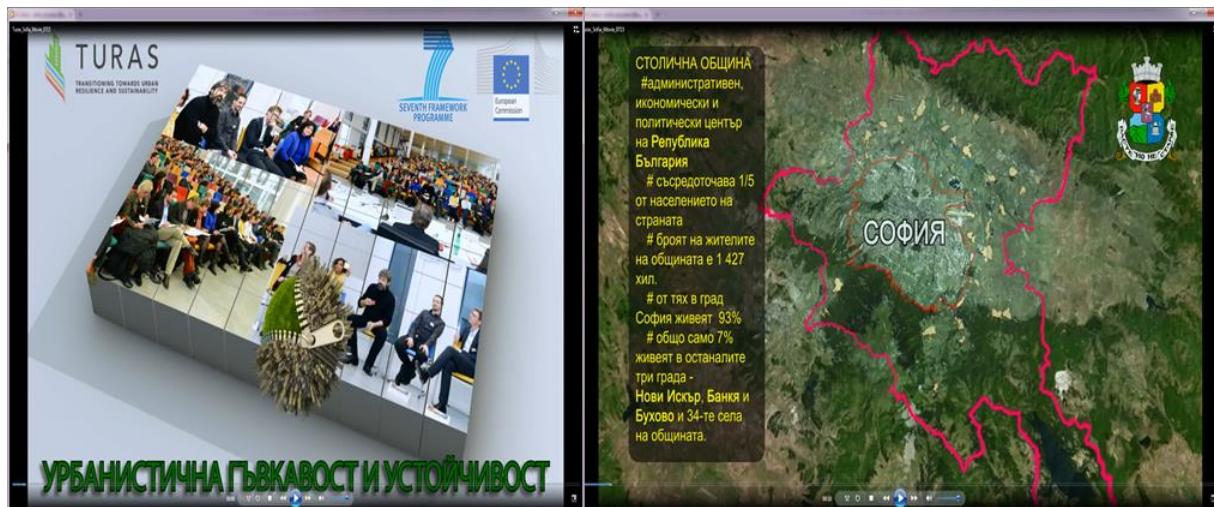 Turas_Sofia_Movie_0723
TURAS
TRANSITIONING TOWARDS URBAN
RESILIENCE AND SUSTAINABILITY
SEVENTH FRAMEWORK
PROGRAMME
European
Commission
УРБАНИСТИЧНА ГЪВКАВОСТ И УСТОЙЧИВОСТ
СТОЛИЧНА ОБЩИНА
#административен,
икономически и
политически център
на Република
България
# съсредоточава 1/5
от населението на
страната
# броят на жителите
на общината е 1 427
хил.
# от тях в град
София живеят 93%
# общо само 7%
живеят в останалите
три града -
Нови Искър, Банкя и
Бухово и 34-те села
на общината.
СОФИЯ